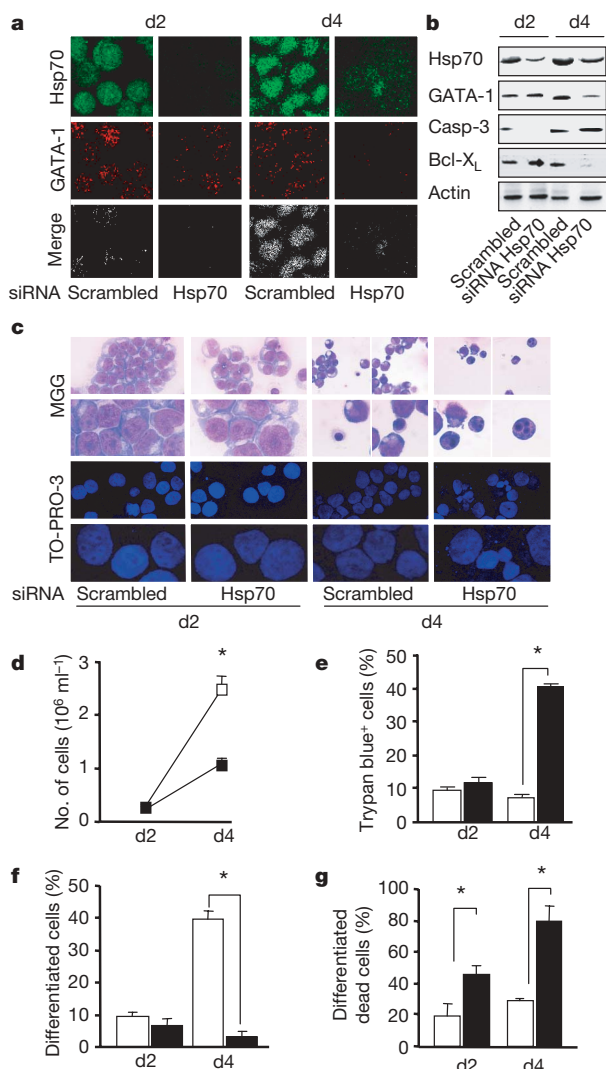 a
d2 d4
Hsp70
GATA-1
Merge
siRNA Scrambled Hsp70 Scrambled Hsp70
b
d2 d4
Hsp70
GATA-1
Casp-3
Bcl-XL
Actin
Scrambled
siRNA Hsp70
Scrambled
siRNA Hsp70
c
MGG
TO-PRO-3
siRNA Scrambled Hsp70 Scrambled Hsp70
d2 d4
d
No. of cells (10⁶ ml⁻¹)
3
2
1
0
*
d2 d4
e
Trypan blue⁺ cells (%)
50
40
30
20
10
0
*
d2 d4
f
Differentiated cells (%)
50
40
30
20
10
0
*
d2 d4
g
Differentiated
dead cells (%)
100
80
60
40
20
0
* *
d2 d4